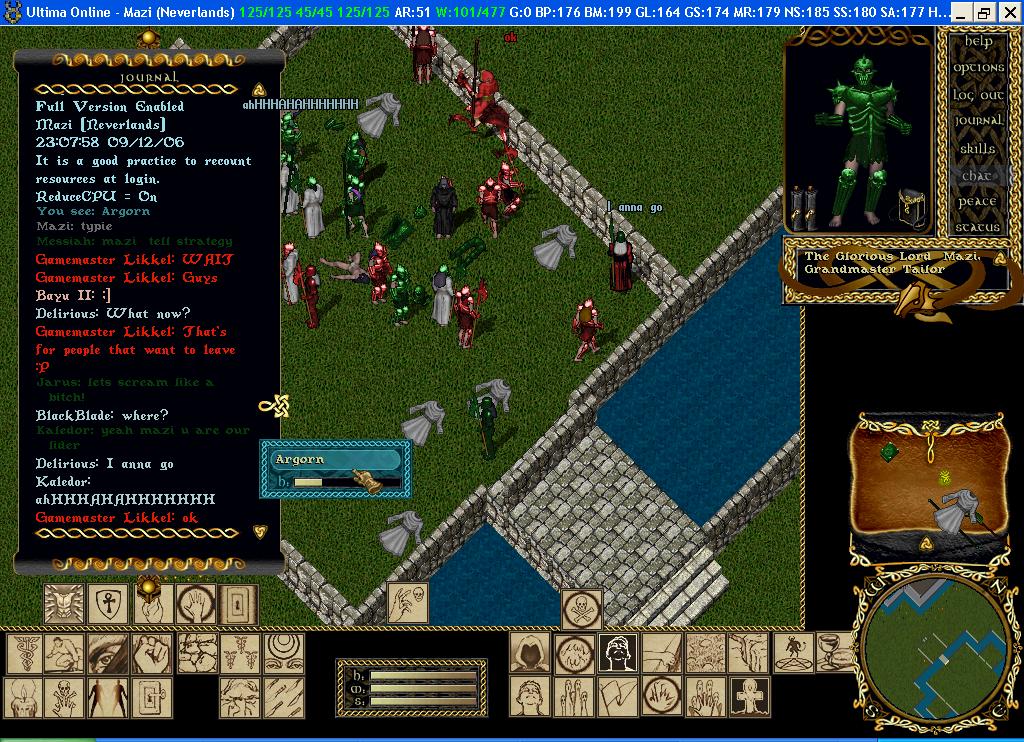 Ultima Online - Mazi (Neverlands) 125/125 45/45 125/125 AR:51 W:101/477 G:0 BP:176 BM:199 GL:164 GS:174 MR:179 NS:185 SS:180 SA:177 H...
JOURNAL
Full Version Enabled
Mazi [Neverlands]
23:07:58 09/12/06
It is a good practice to recount
resources at login.
ReduceCPU = On
You see: Argorn
Mazi: typie
Messiah: mazi tell strategy
Gamemaster Likkel: WAIT
Gamemaster Likkel: Guys
Bayu II: :]
Delirious: What now?
Gamemaster Likkel: That's
for people that want to leave
:P
Jarus: lets scream like a
bitch!
BlackBlade: where?
Kaledor: yeah mazi u are our
lider
Delirious: I anna go
Kaledor:
ahHHHAHAHHHHHHH
Gamemaster Likkel: ok
ok
ahHHHAHAHHHHHHH
I anna go
Argorn
h:
help
options
log out
journal
skills
chat
peace
status
The Glorious Lord Mazi,
Grandmaster Tailor
W
N
S
E
h:
m:
s: